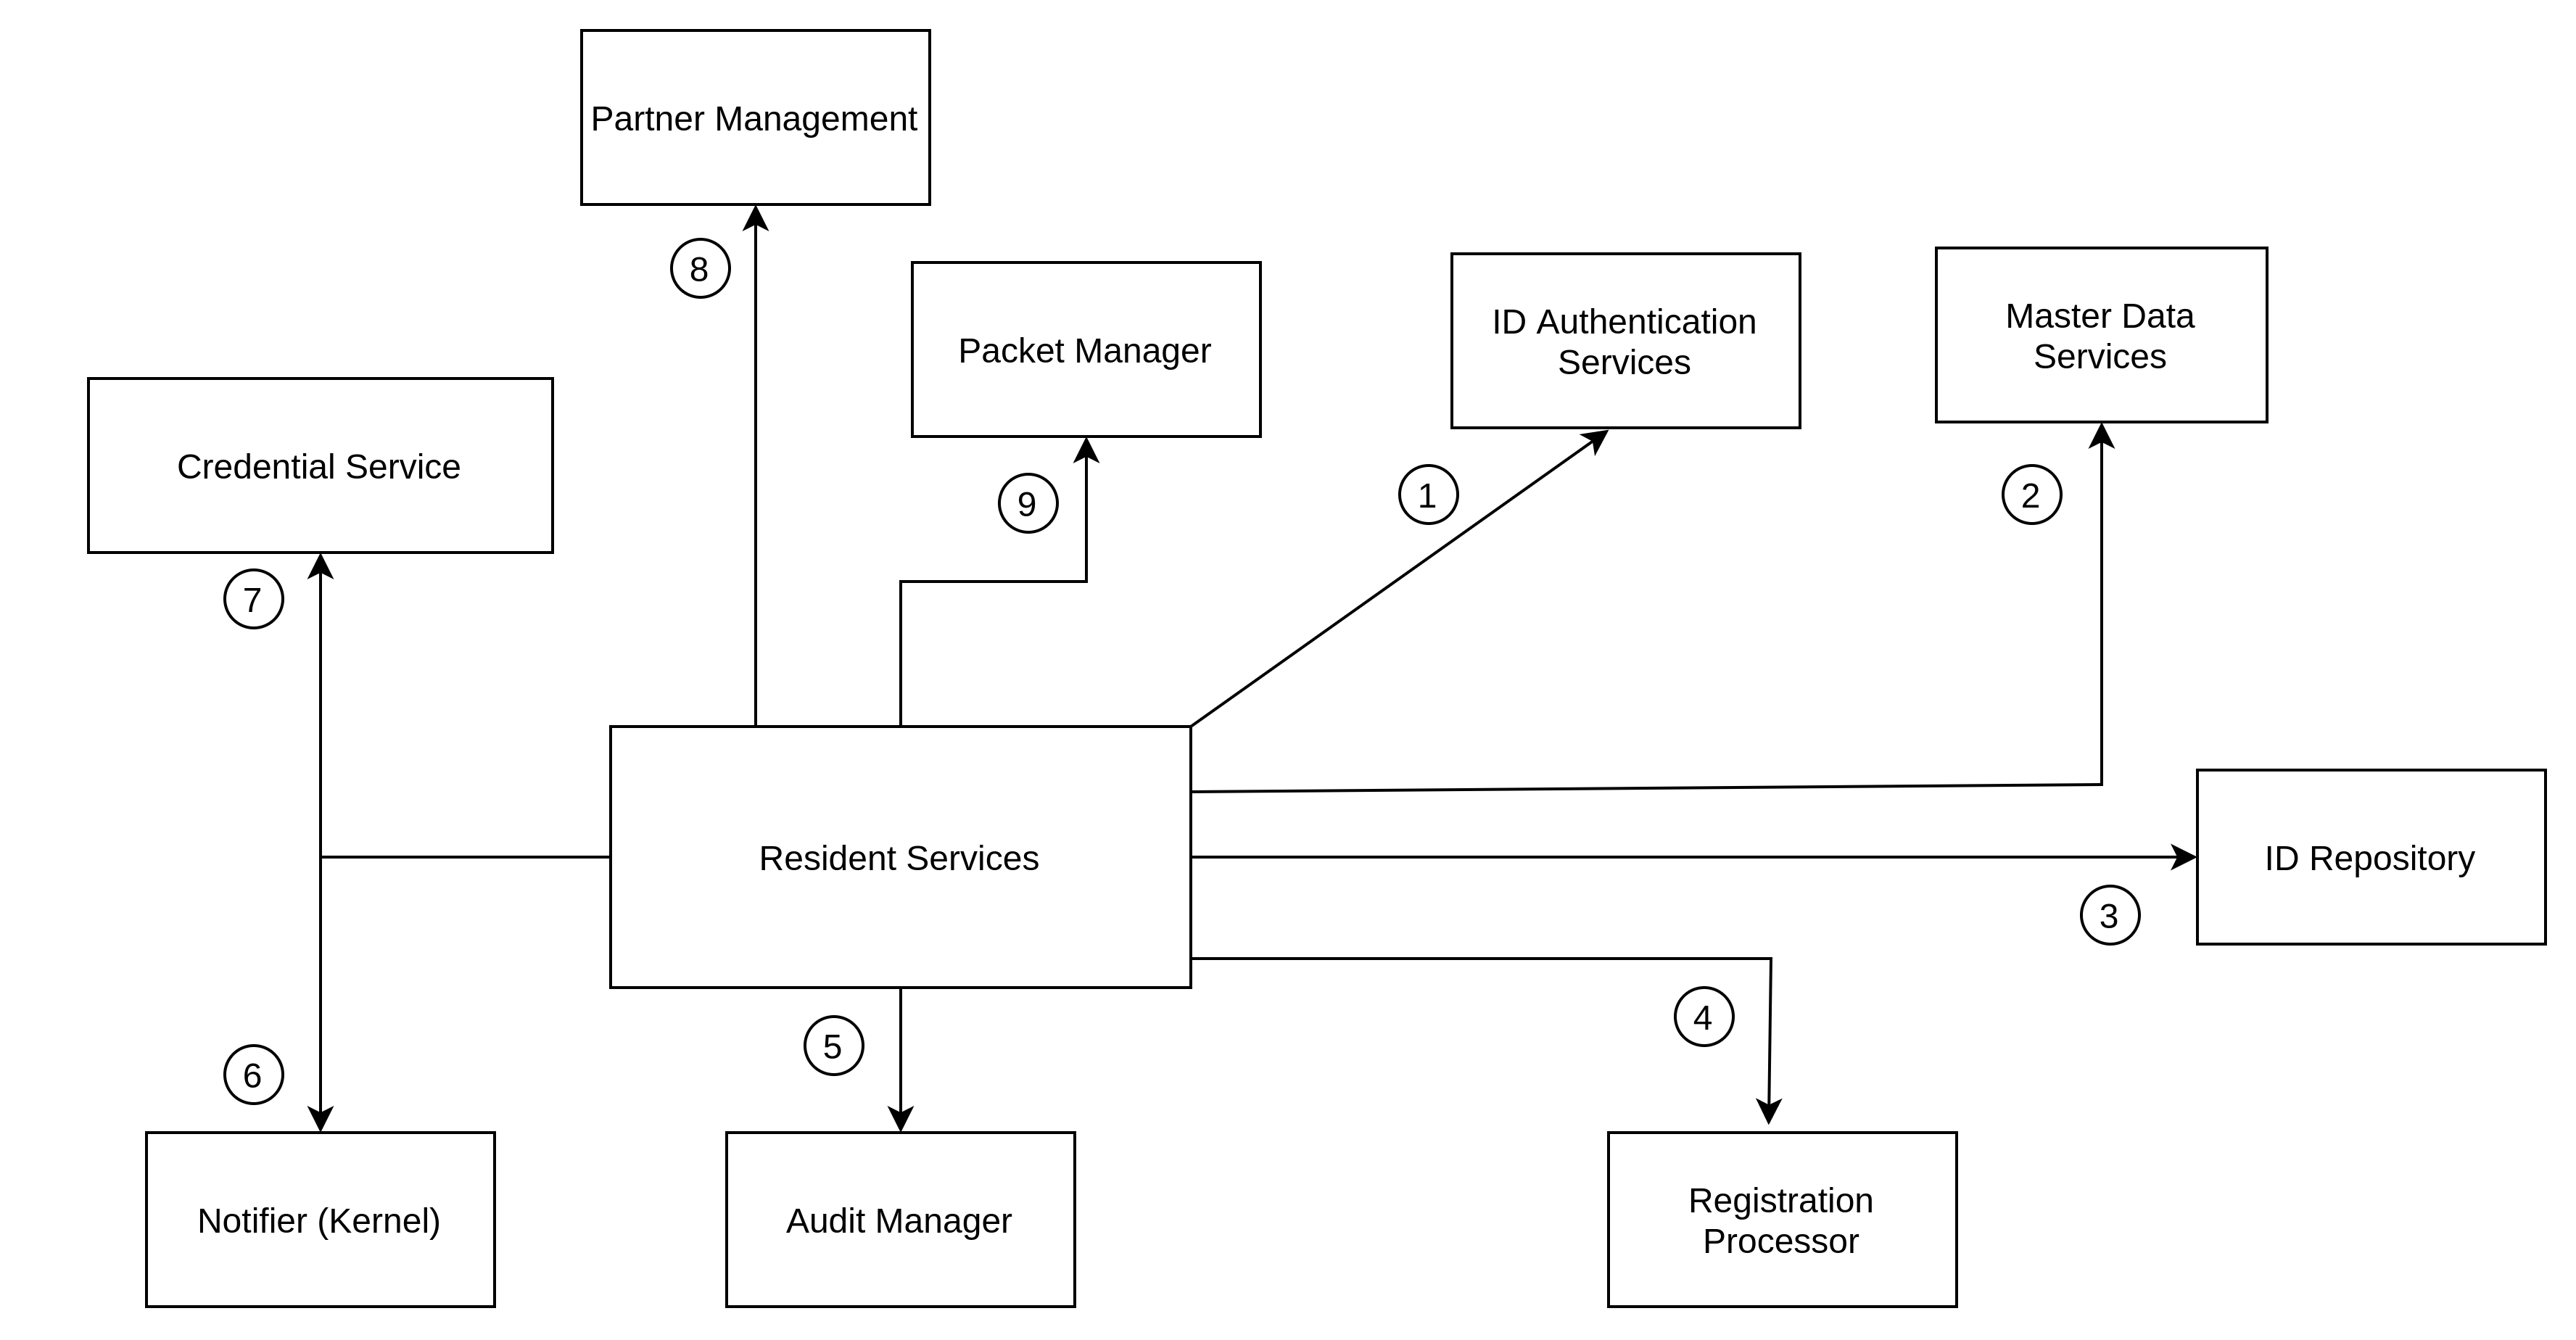 Partner Management
8
Packet Manager
ID Authentication
Services
Master Data
Services
Credential Service
9
1
2
7
Resident Services
ID Repository
3
4
5
6
Notifier (Kernel)
Audit Manager
Registration
Processor